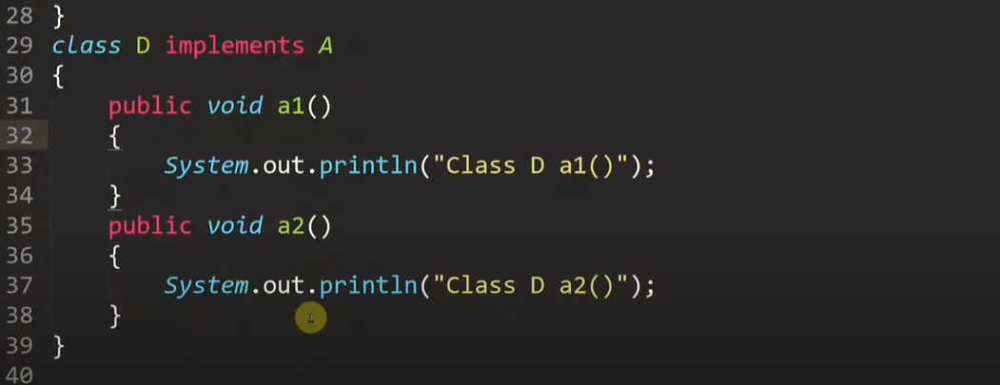 28 }
29 class D implements A
30 {
31 public void a1()
32 {
33 System.out.println("Class D a1()");
34 }
35 public void a2()
36 {
37 System.out.println("Class D a2()");
38 }
39 }
40